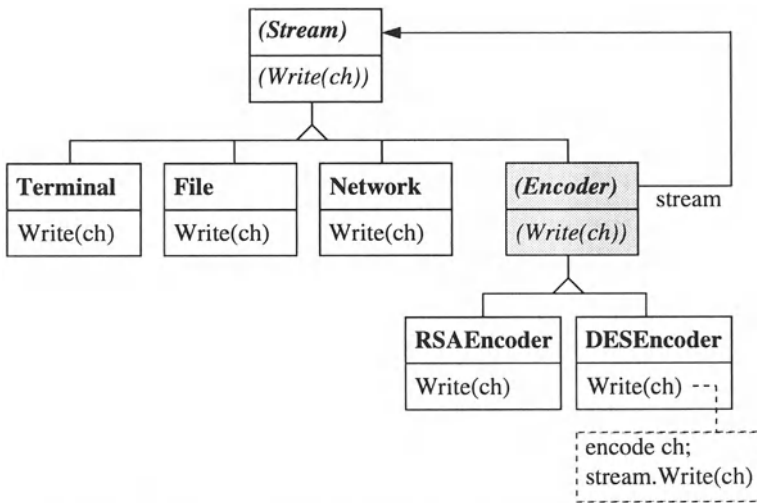 (Stream)
(Write(ch))
Terminal
Write(ch)
File
Write(ch)
Network
Write(ch)
(Encoder)
(Write(ch))
stream
RSAEncoder
Write(ch)
DESEncoder
Write(ch)
encode ch;
stream.Write(ch)